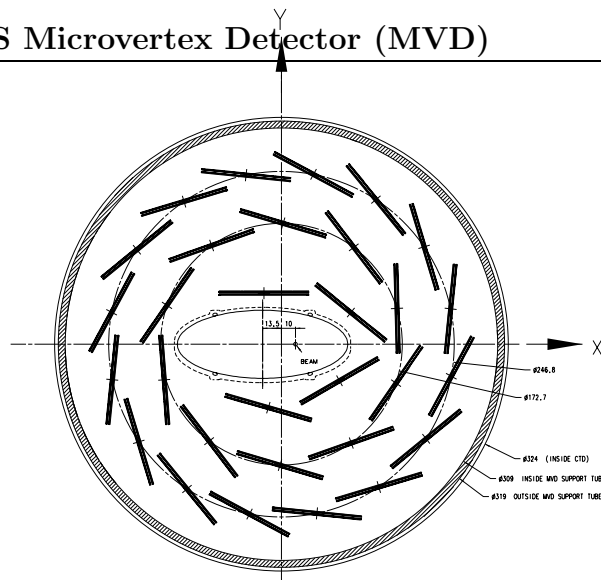 Y
S Microvertex Detector (MVD)
13.5 10
X
BEAM
ø246.8
ø172.7
ø324 (INSIDE CTD)
ø309 INSIDE MVD SUPPORT TUB
ø319 OUTSIDE MVD SUPPORT TUBE